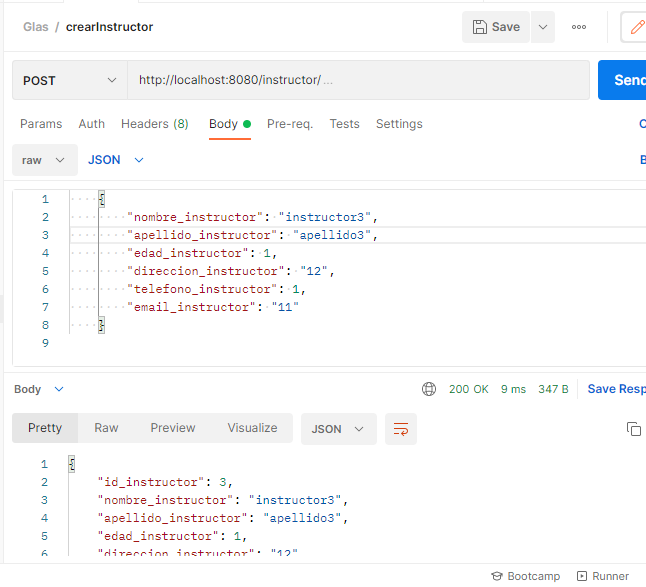 Glas / crearInstructor
Save
POST
http://localhost:8080/instructor/...
Send
Params Auth Headers (8) Body Pre-req. Tests Settings
raw JSON
1 {
2 "nombre_instructor": "instructor3",
3 "apellido_instructor": "apellido3",
4 "edad_instructor": 1,
5 "direccion_instructor": "12",
6 "telefono_instructor": 1,
7 "email_instructor": "11"
8 }
9
Body 200 OK 9 ms 347 B Save Resp
Pretty Raw Preview Visualize JSON
1 {
2 "id_instructor": 3,
3 "nombre_instructor": "instructor3",
4 "apellido_instructor": "apellido3",
5 "edad_instructor": 1,
6 "direccion_instructor": "12"
Bootcamp Runner